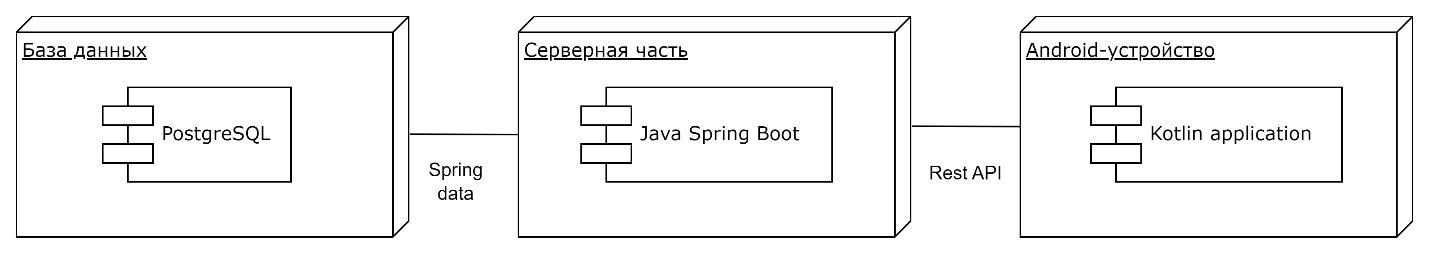 База данных
PostgreSQL
Spring
data
Серверная часть
Java Spring Boot
Rest API
Android-устройство
Kotlin application